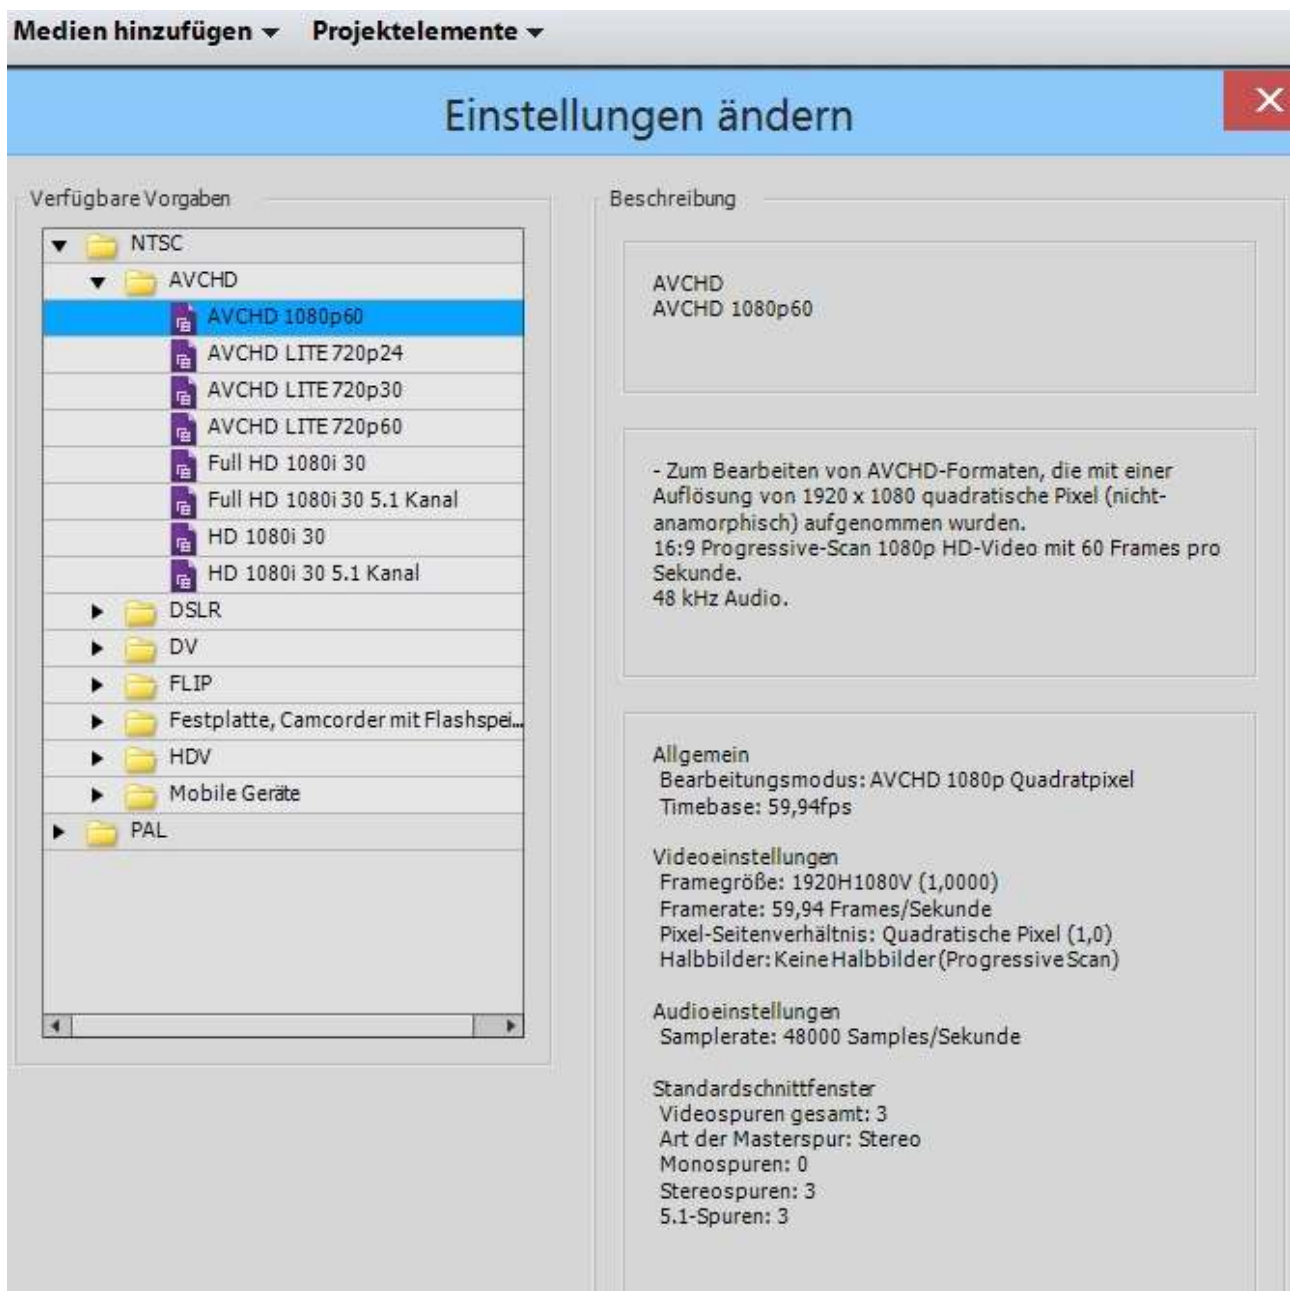 Medien hinzufügen Projektelemente
Einstellungen ändern
Verfügbare Vorgaben
NTSC
AVCHD
AVCHD 1080p60
AVCHD LITE 720p24
AVCHD LITE 720p30
AVCHD LITE 720p60
Full HD 1080i 30
Full HD 1080i 30 5.1 Kanal
HD 1080i 30
HD 1080i 30 5.1 Kanal
DSLR
DV
FLIP
Festplatte, Camcorder mit Flashspei...
HDV
Mobile Geräte
PAL
Beschreibung
AVCHD
AVCHD 1080p60
- Zum Bearbeiten von AVCHD-Formaten, die mit einer
Auflösung von 1920 x 1080 quadratische Pixel (nicht-
anamorphisch) aufgenommen wurden.
16:9 Progressive-Scan 1080p HD-Video mit 60 Frames pro
Sekunde.
48 kHz Audio.
Allgemein
Bearbeitungsmodus: AVCHD 1080p Quadratpixel
Timebase: 59,94fps
Videoeinstellungen
Framegröße: 1920H1080V (1,0000)
Framerate: 59,94 Frames/Sekunde
Pixel-Seitenverhältnis: Quadratische Pixel (1,0)
Halbbilder: Keine Halbbilder (Progressive Scan)
Audioeinstellungen
Samplerate: 48000 Samples/Sekunde
Standardschnittfenster
Videospuren gesamt: 3
Art der Masterspur: Stereo
Monospuren: 0
Stereospuren: 3
5.1-Spuren: 3